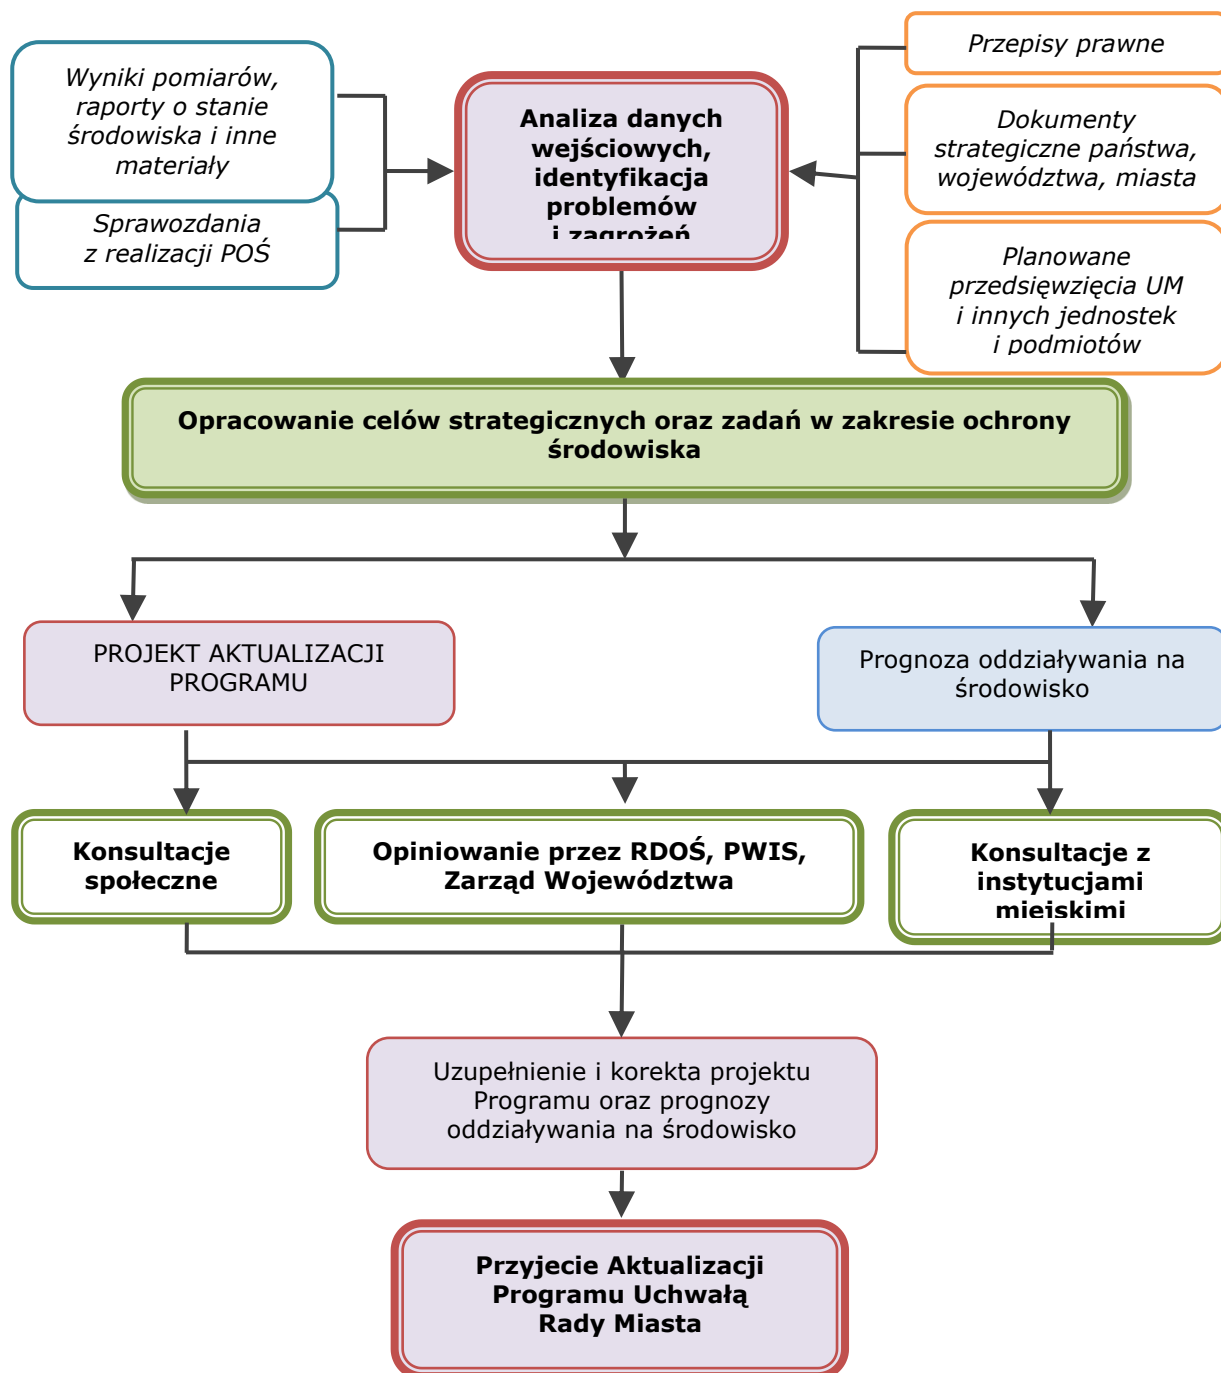 Wyniki pomiarów,
raporty o stanie
środowiska i inne
materiały
Sprawozdania
z realizacji POŚ
Analiza danych
wejściowych,
identyfikacja
problemów
i zagrożeń
Przepisy prawne
Dokumenty
strategiczne państwa,
województwa, miasta
Planowane
przedsięwzięcia UM
i innych jednostek
i podmiotów
Opracowanie celów strategicznych oraz zadań w zakresie ochrony
środowiska
PROJEKT AKTUALIZACJI
PROGRAMU
Prognoza oddziaływania na
środowisko
Konsultacje
społeczne
Opiniowanie przez RDOŚ, PWIS,
Zarząd Województwa
Konsultacje z
instytucjami
miejskimi
Uzupełnienie i korekta projektu
Programu oraz prognozy
oddziaływania na środowisko
Przyjecie Aktualizacji
Programu Uchwałą
Rady Miasta